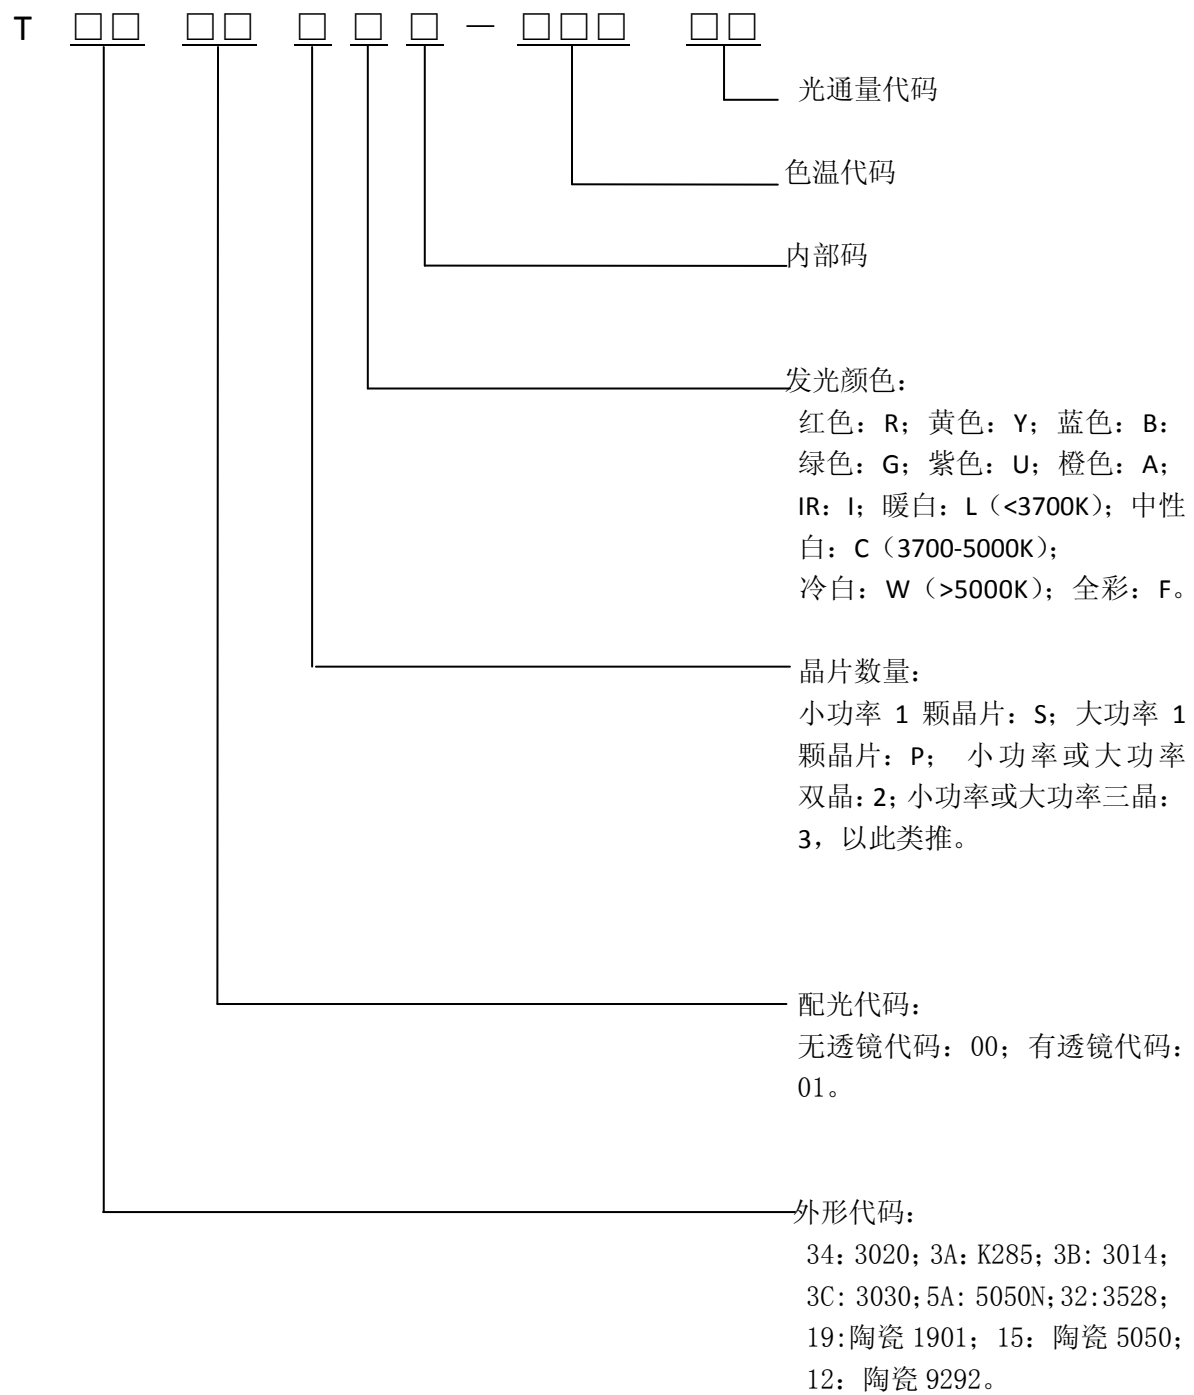 T □□ □□ □ □ □ — □□□ □□
光通量代码
色温代码
内部码
发光颜色：
红色：R；黄色：Y；蓝色：B：
绿色：G；紫色：U；橙色：A；
IR：I；暖白：L（<3700K）；中性
白：C（3700-5000K）；
冷白：W（>5000K）；全彩：F。
晶片数量：
小功率 1 颗晶片：S；大功率 1
颗晶片：P； 小功率或大功率
双晶：2；小功率或大功率三晶：
3，以此类推。
配光代码：
无透镜代码：00；有透镜代码：
01。
外形代码：
34：3020；3A：K285；3B：3014；
3C：3030；5A：5050N；32:3528；
19:陶瓷 1901；15：陶瓷 5050；
12：陶瓷 9292。